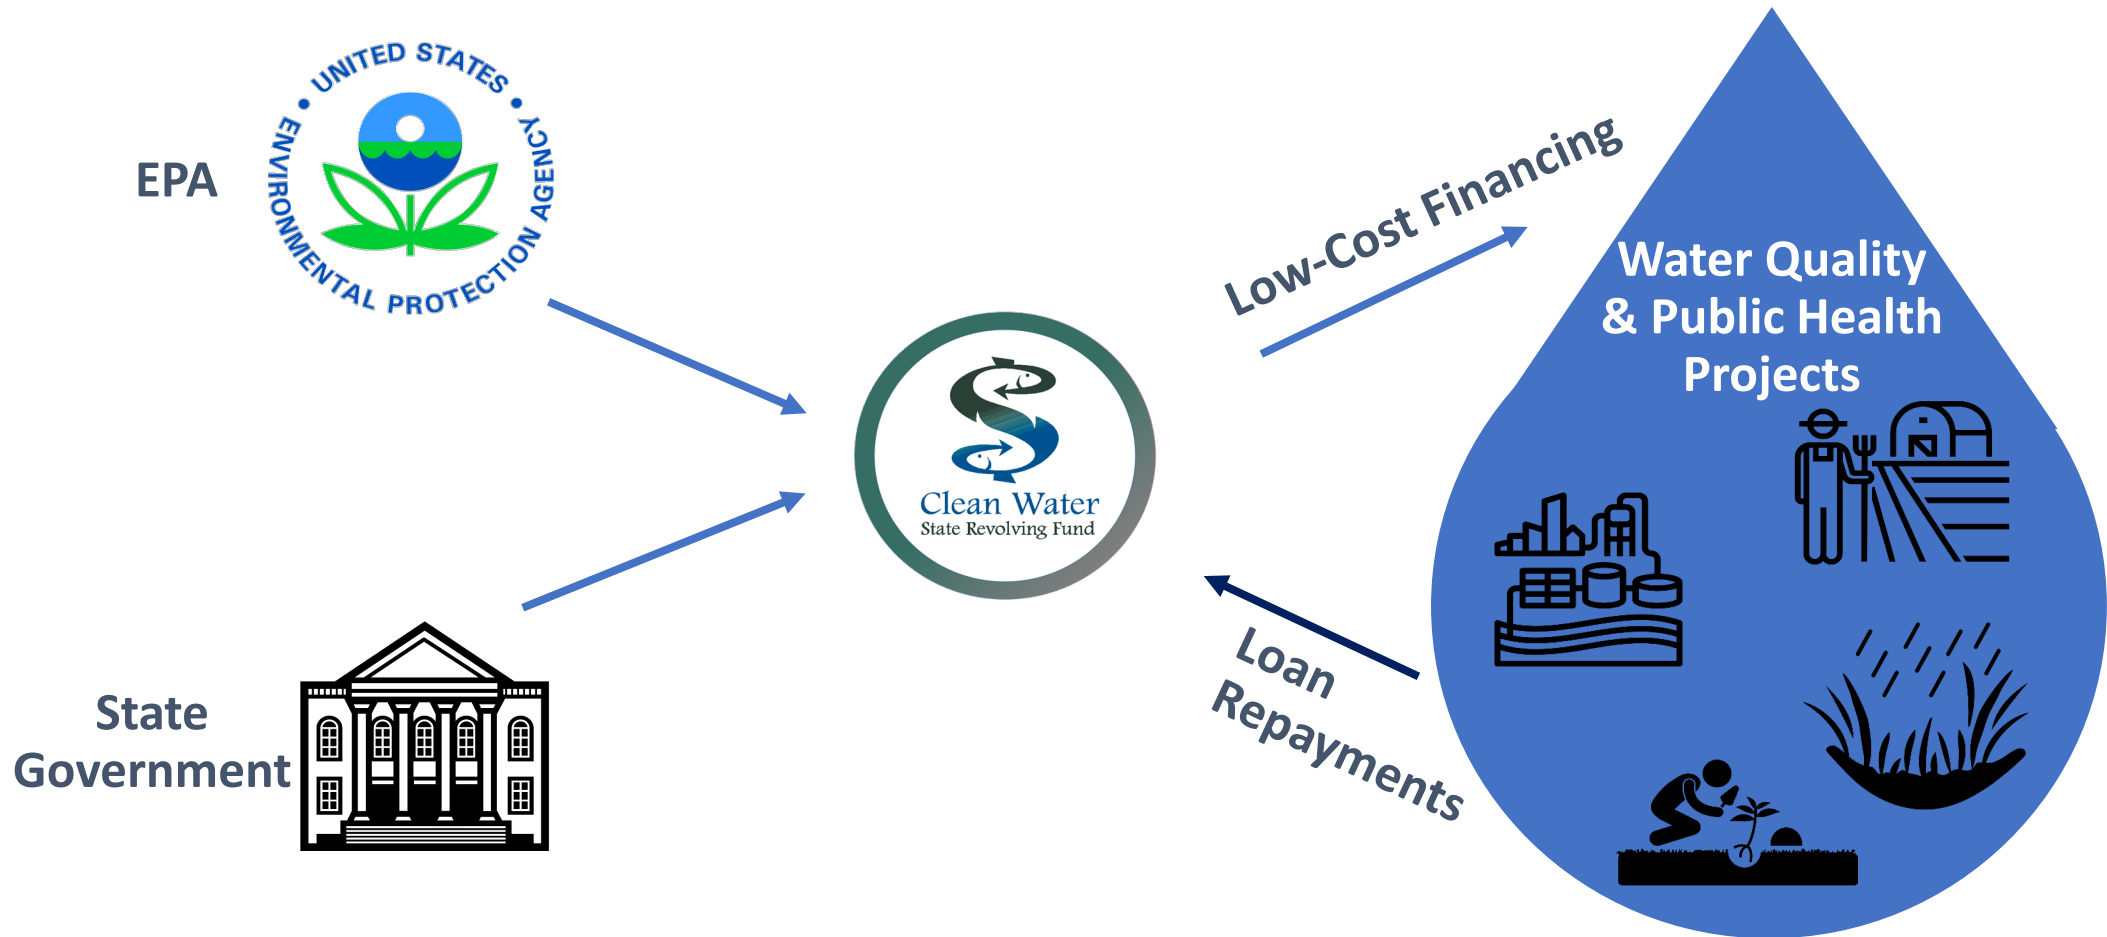 UNITED STATES
ENVIRONMENTAL PROTECTION AGENCY
EPA
State
Government
Clean Water
State Revolving Fund
Low-Cost Financing
Loan
Repayments
Water Quality
& Public Health
Projects